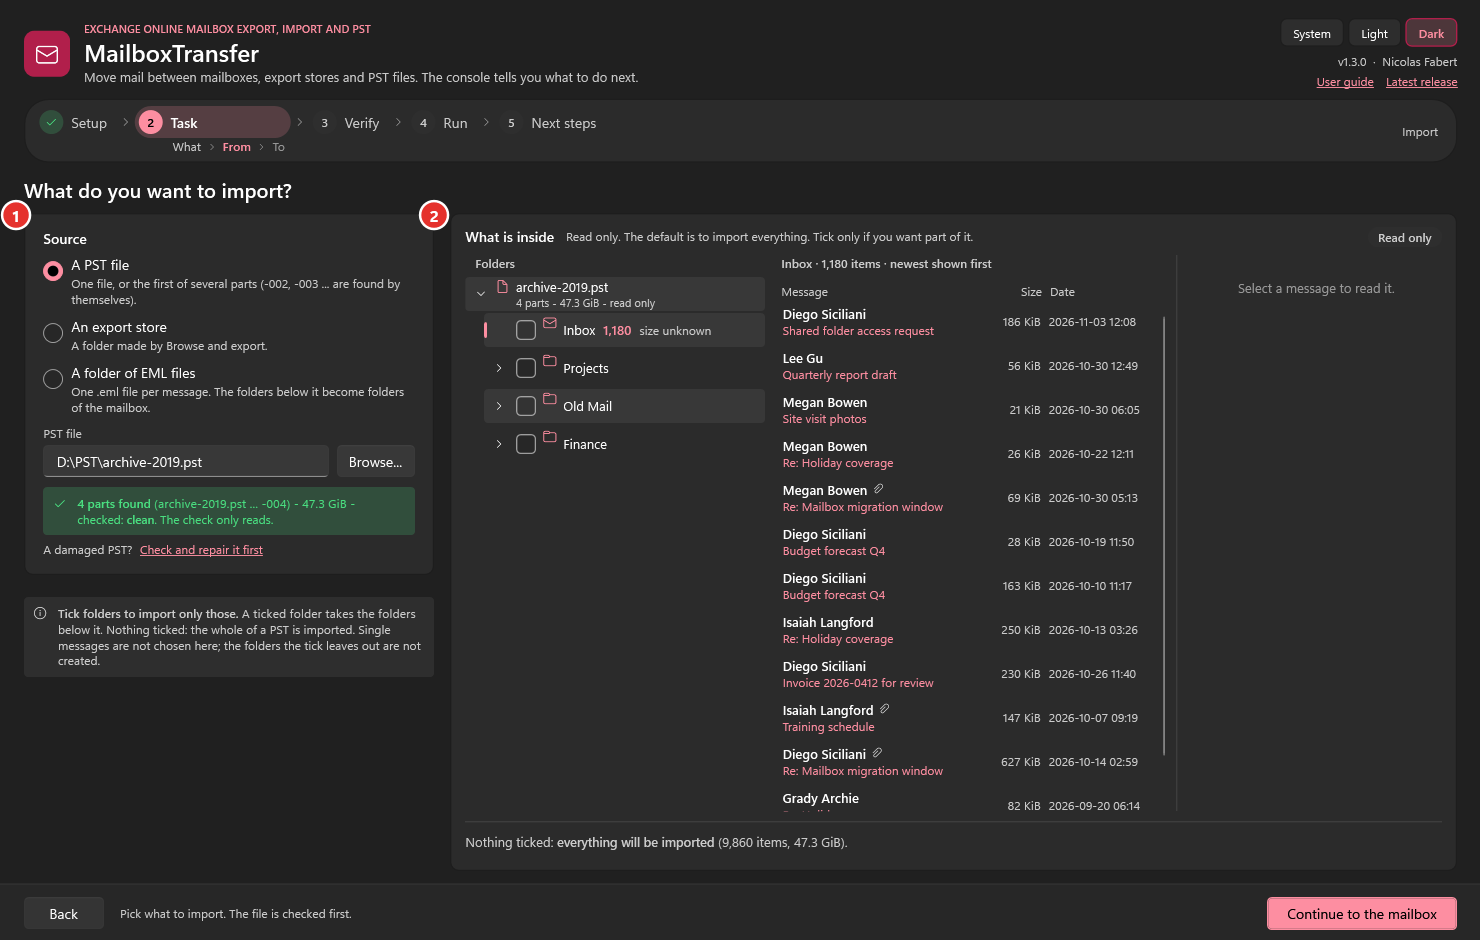 EXCHANGE ONLINE MAILBOX EXPORT, IMPORT AND PST
MailboxTransfer
Move mail between mailboxes, export stores and PST files. The console tells you what to do next.
System
Light
Dark
v1.3.0 · Nicolas Fabert
User guide
Latest release
Setup
2 Task
3 Verify
4 Run
5 Next steps
What
From
To
Import
What do you want to import?
1
Source
A PST file
One file, or the first of several parts (-002, -003 ... are found by
themselves).
An export store
A folder made by Browse and export.
A folder of EML files
One .eml file per message. The folders below it become folders
of the mailbox.
PST file
D:\PST\archive-2019.pst
Browse...
4 parts found (archive-2019.pst ... -004) - 47.3 GiB -
checked: clean. The check only reads.
A damaged PST? Check and repair it first
Tick folders to import only those. A ticked folder takes the folders
below it. Nothing ticked: the whole of a PST is imported. Single
messages are not chosen here; the folders the tick leaves out are not
created.
2
What is inside
Read only. The default is to import everything. Tick only if you want part of it.
Read only
Folders
archive-2019.pst
4 parts - 47.3 GiB - read only
Inbox 1,180 size unknown
Projects
Old Mail
Finance
Inbox · 1,180 items · newest shown first
Message Size Date
Diego Siciliani
Shared folder access request
186 KiB 2026-11-03 12:08
Lee Gu
Quarterly report draft
56 KiB 2026-10-30 12:49
Megan Bowen
Site visit photos
21 KiB 2026-10-30 06:05
Megan Bowen
Re: Holiday coverage
26 KiB 2026-10-22 12:11
Megan Bowen
Re: Mailbox migration window
69 KiB 2026-10-30 05:13
Diego Siciliani
Budget forecast Q4
28 KiB 2026-10-19 11:50
Diego Siciliani
Budget forecast Q4
163 KiB 2026-10-10 11:17
Isaiah Langford
Re: Holiday coverage
250 KiB 2026-10-13 03:26
Diego Siciliani
Invoice 2026-0412 for review
230 KiB 2026-10-26 11:40
Isaiah Langford
Training schedule
147 KiB 2026-10-07 09:19
Diego Siciliani
Re: Mailbox migration window
627 KiB 2026-10-14 02:59
Grady Archie
82 KiB 2026-09-20 06:14
Select a message to read it.
Nothing ticked: everything will be imported (9,860 items, 47.3 GiB).
Back
Pick what to import. The file is checked first.
Continue to the mailbox